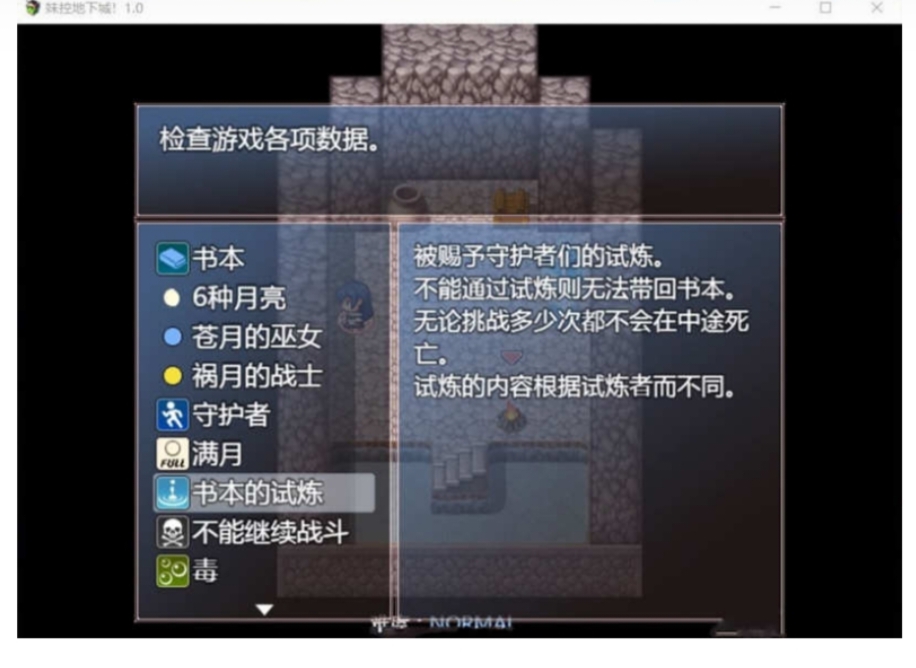 妹控地下城! 1.0
检查游戏各项数据。
书本
6种月亮
苍月的巫女
祸月的战士
守护者
FULL 满月
书本的试炼
不能继续战斗
毒
被赐予守护者们的试炼。
不能通过试炼则无法带回书本。
无论挑战多少次都不会在中途死
亡。
试炼的内容根据试炼者而不同。
NORMAL